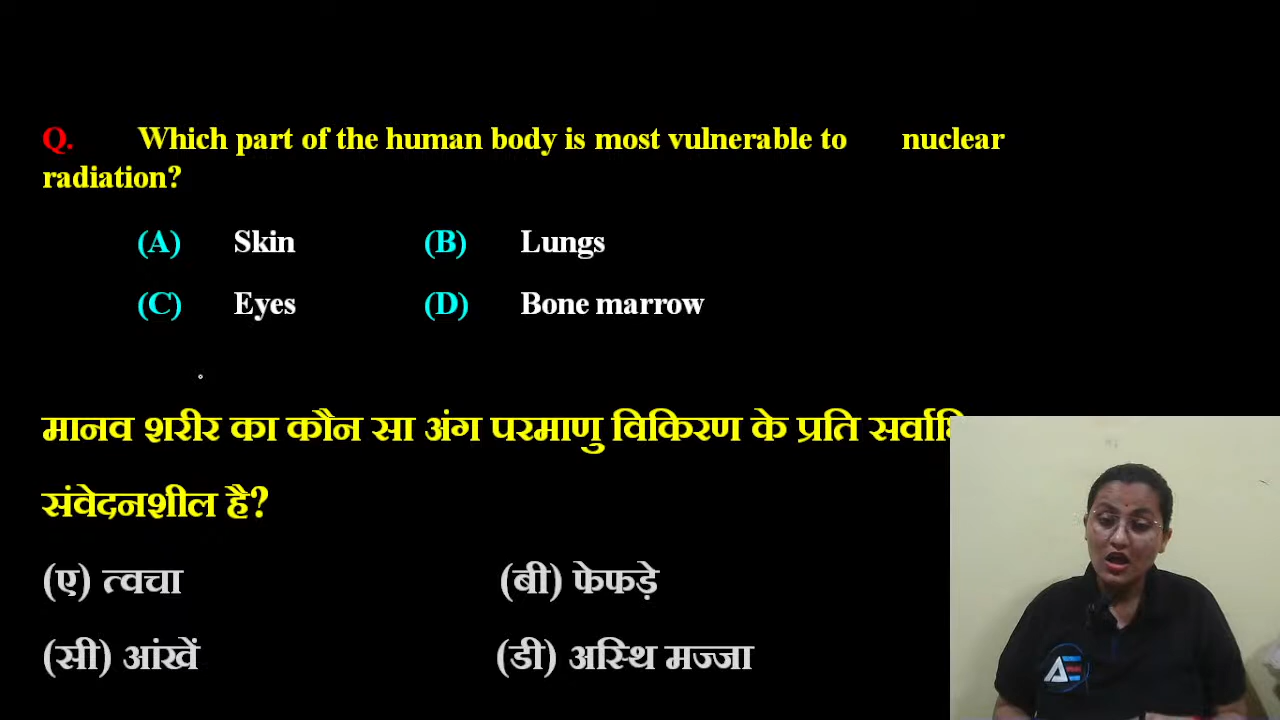 Q. Which part of the human body is most vulnerable to nuclear
radiation?
(A) Skin (B) Lungs
(C) Eyes (D) Bone marrow
मानव शरीर का कौन सा अंग परमाणु विकिरण के प्रति
संवेदनशील है?
(ए) त्वचा (बी) फेफड़े
(सी) आंखें (डी) अस्थि मज्जा
AE